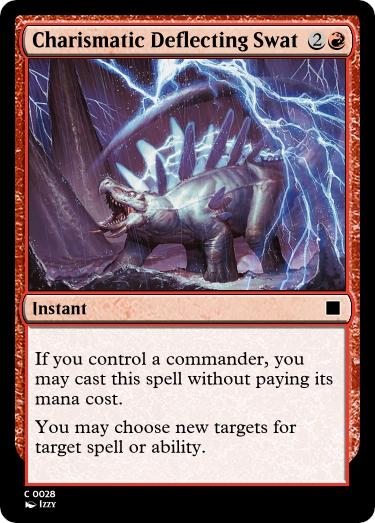 Charismatic Deflecting Swat 2
Instant
If you control a commander, you
may cast this spell without paying its
mana cost.
You may choose new targets for
target spell or ability.
C 0028
Izzy